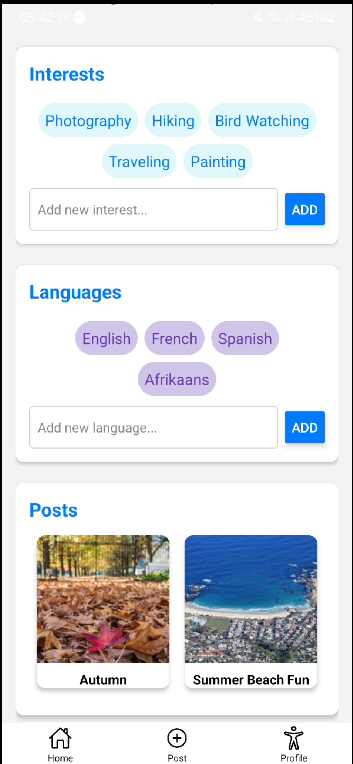 05:42 46%
Interests
Photography Hiking Bird Watching
Traveling Painting
Add new interest... ADD
Languages
English French Spanish
Afrikaans
Add new language... ADD
Posts
Autumn Summer Beach Fun
Home Post Profile